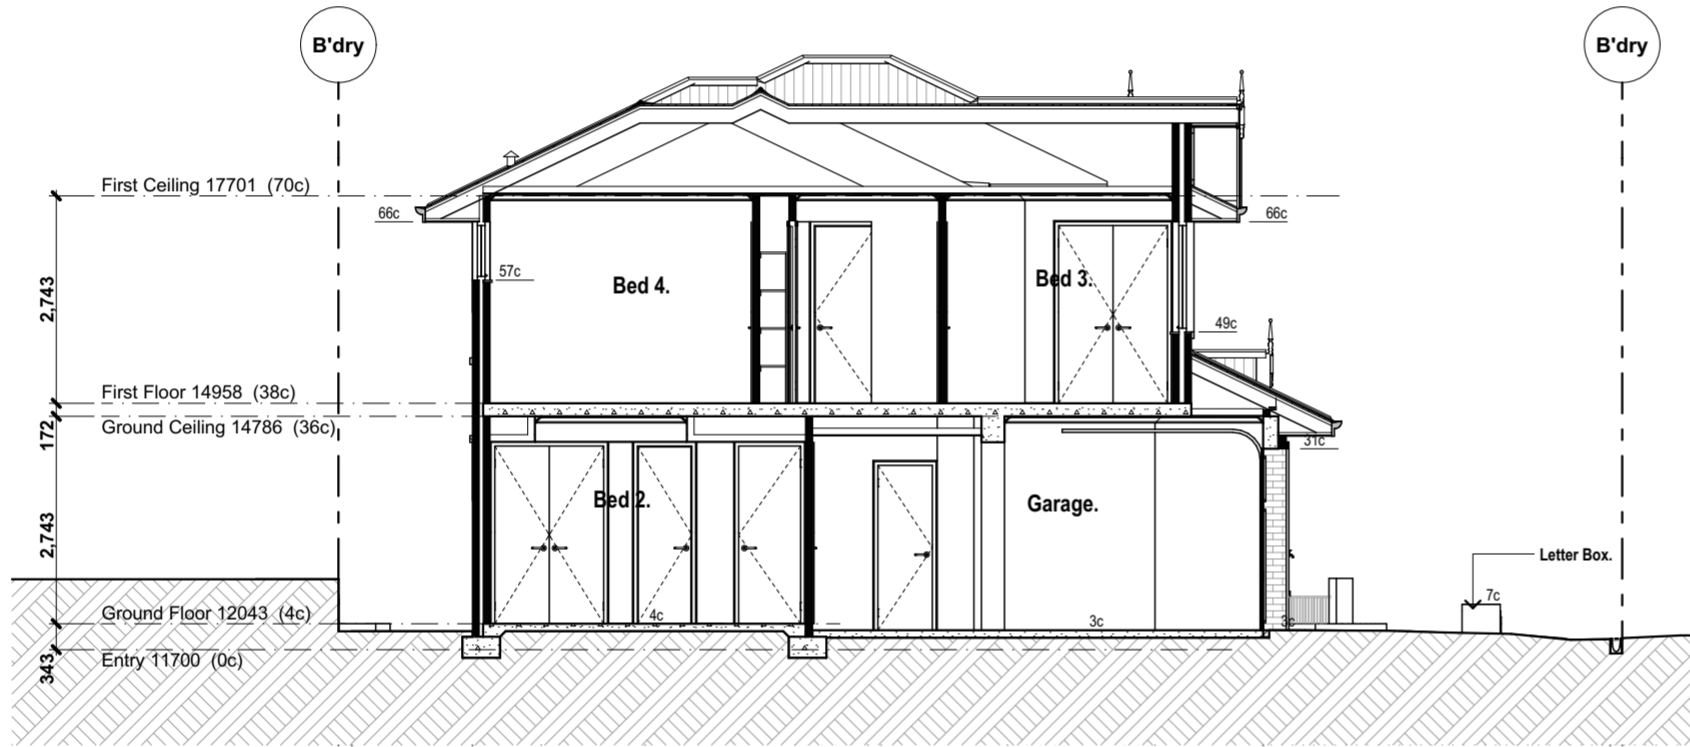 B'dry
B'dry
First Ceiling 17701 (70c)
66c
66c
2,743
57c
Bed 4.
Bed 3.
49c
First Floor 14958 (38c)
172
Ground Ceiling 14786 (36c)
31c
2,743
Bed 2.
Garage.
Letter Box.
7c
Ground Floor 12043 (4c)
4c
3c
3c
343
Entry 11700 (0c)